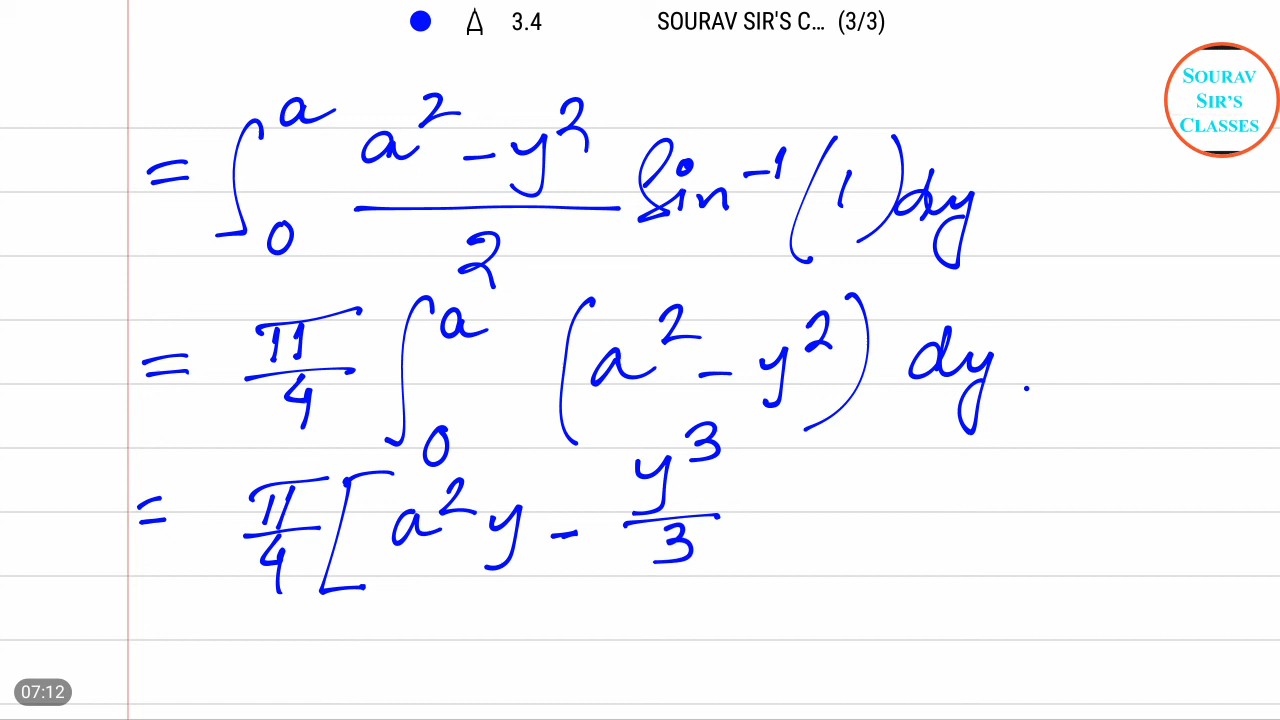 3.4 SOURAV SIR'S C... (3/3)
SOURAV
SIR'S
CLASSES
= ∫₀ᵃ (a² - y²)/2 sin⁻¹(1) dy
= π/4 ∫₀ᵃ (a² - y²) dy.
= π/4 [a²y - y³/3
07:12